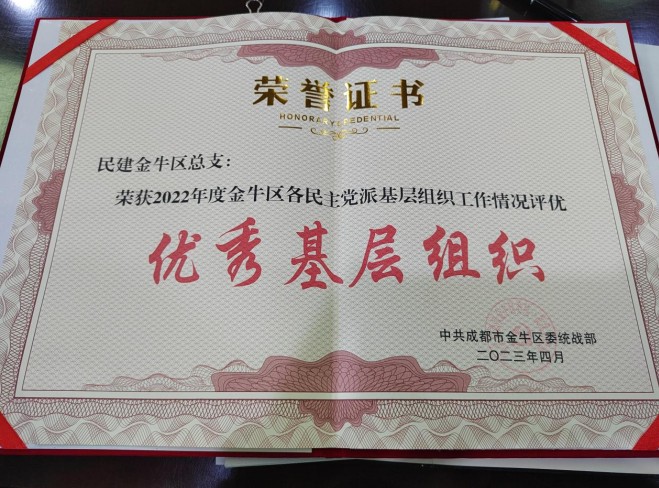 荣誉证书
HONORARY CREDENTIAL
民建金牛区总支：
荣获2022年度金牛区各民主党派基层组织工作情况评优
优秀基层组织
中共成都市金牛区委统战部
二〇二三年四月